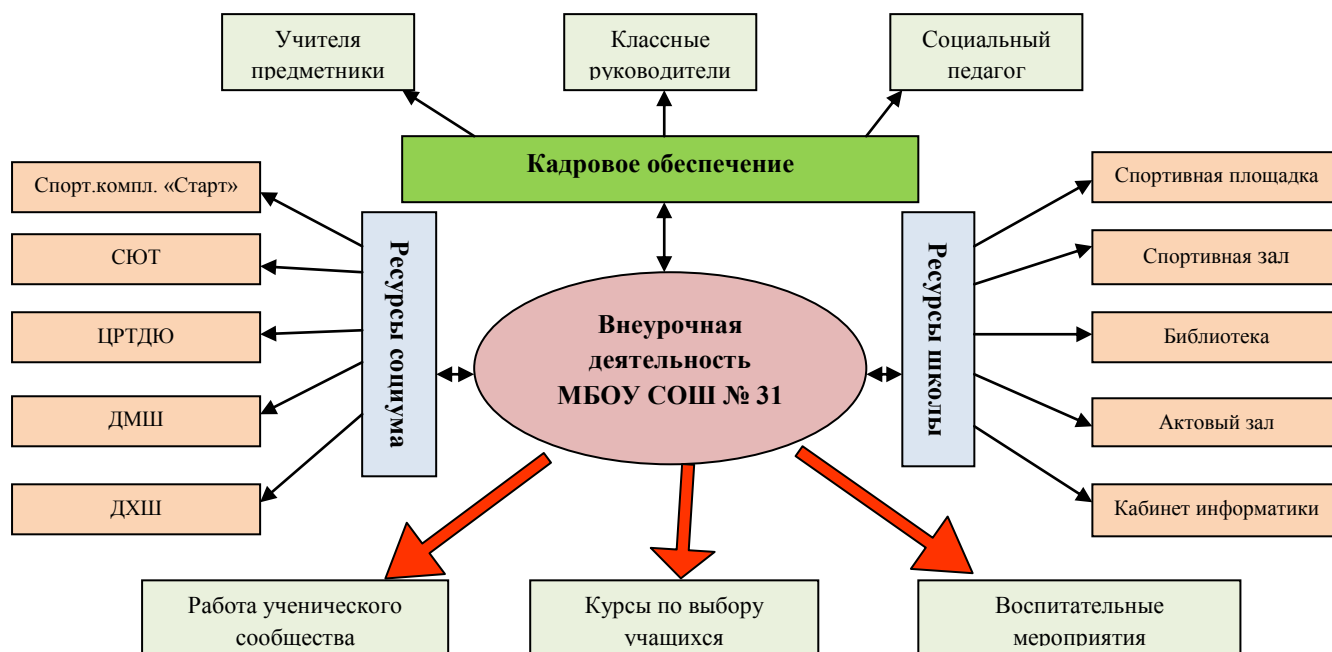 Учителя
предметники
Классные
руководители
Социальный
педагог
Кадровое обеспечение
Спорт.компл. «Старт»
СЮТ
ЦРТДЮ
ДМШ
ДХШ
Ресурсы социума
Внеурочная
деятельность
МБОУ СОШ № 31
Ресурсы школы
Спортивная площадка
Спортивная зал
Библиотека
Актовый зал
Кабинет информатики
Работа ученического
сообщества
Курсы по выбору
учащихся
Воспитательные
мероприятия